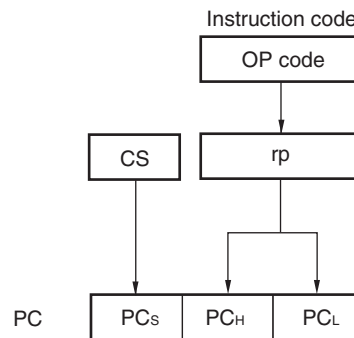 Instruction code
OP code
CS
rp
PC
PCS
PCH
PCL